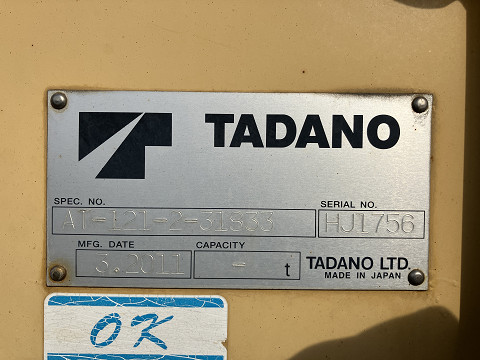 TADANO
SPEC. NO. SERIAL NO.
AT-121-2-31833 HJ1756
MFG. DATE CAPACITY
3.2011 - t TADANO LTD.
MADE IN JAPAN
OK